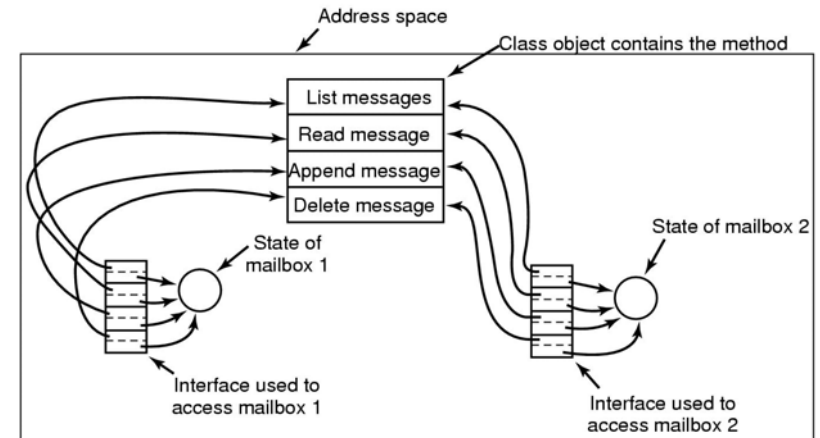 Address space
Class object contains the method
List messages
Read message
Append message
Delete message
State of
mailbox 1
State of mailbox 2
Interface used to
access mailbox 1
Interface used to
access mailbox 2